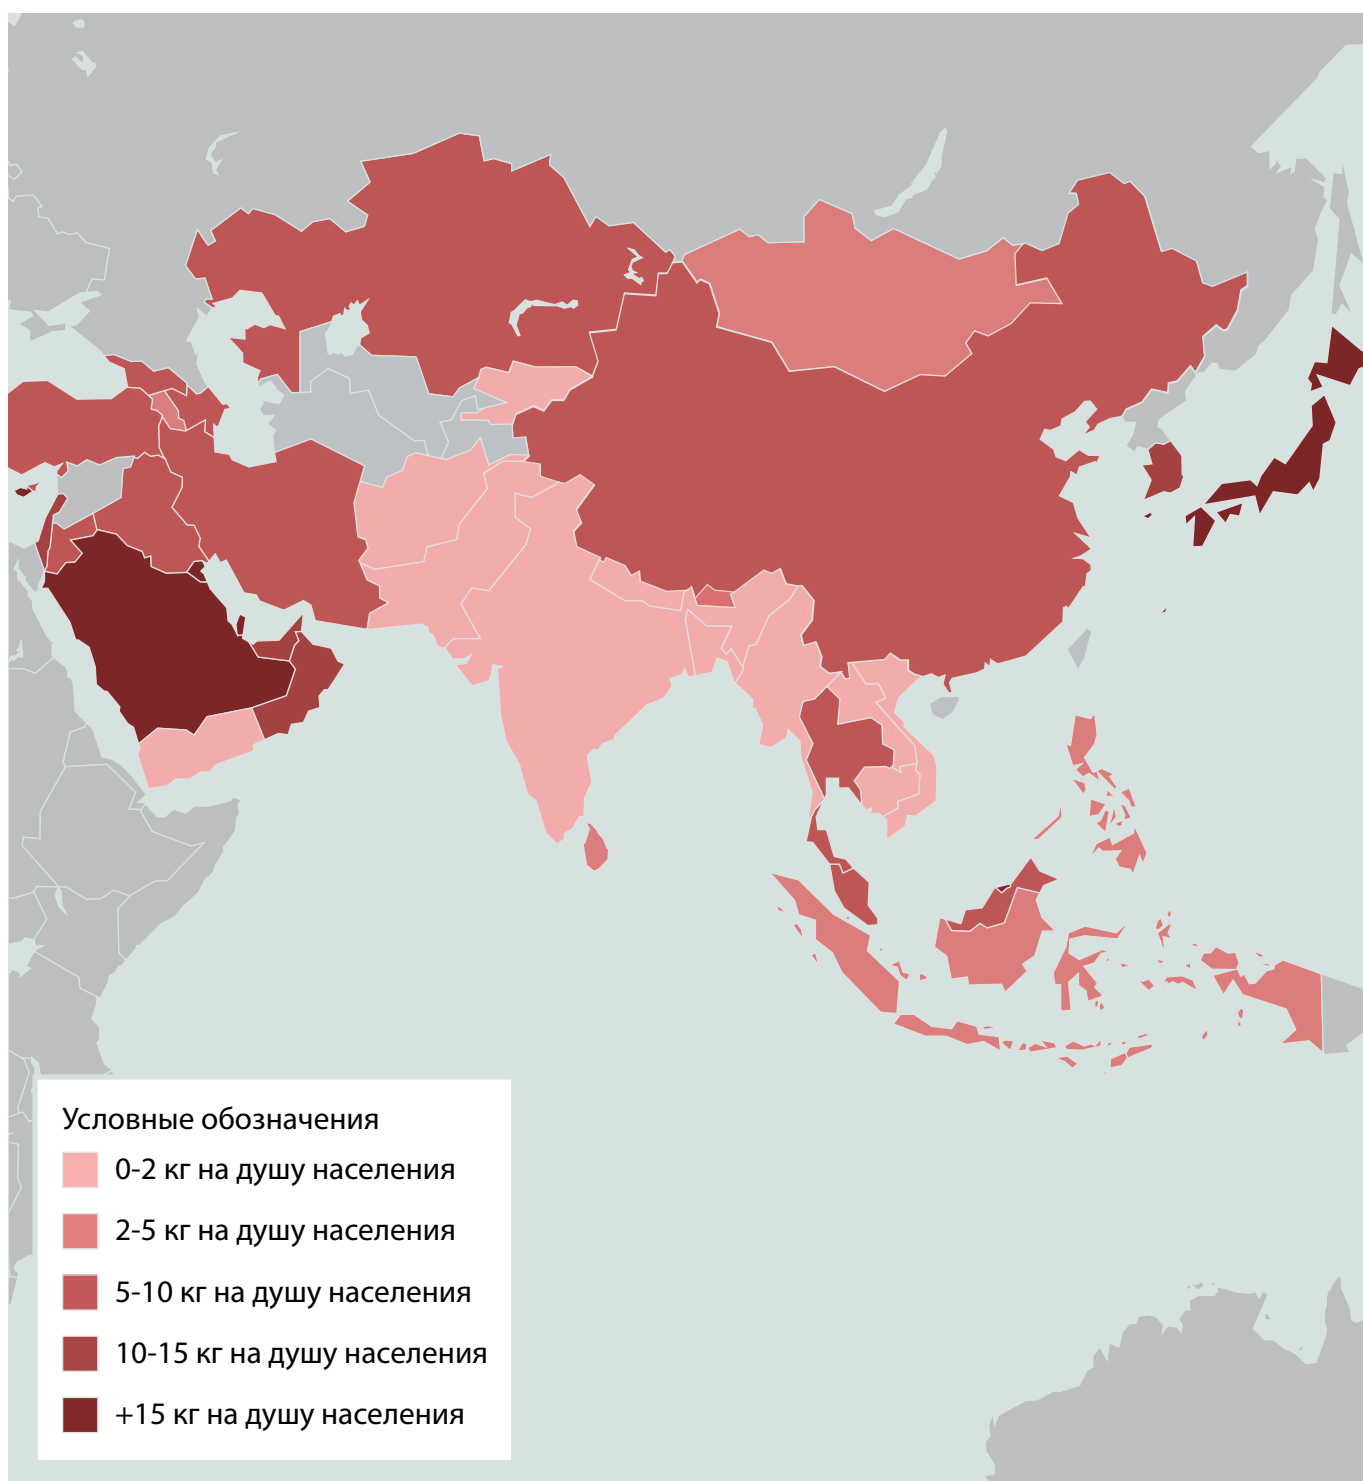 Условные обозначения
0-2 кг на душу населения
2-5 кг на душу населения
5-10 кг на душу населения
10-15 кг на душу населения
+15 кг на душу населения